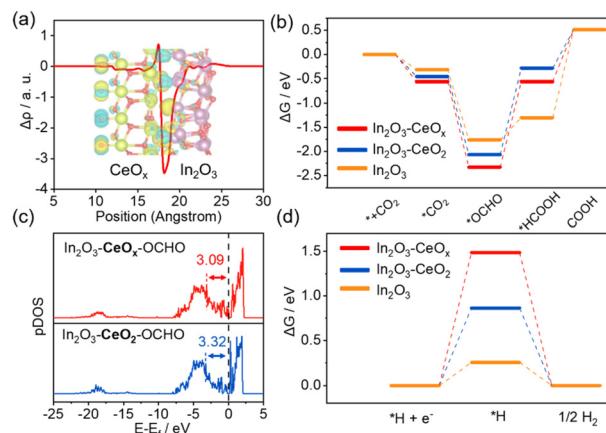 (a)
Δρ / a. u.
1
0
-1
-2
-3
-4
CeOₓ
In₂O₃
5 10 15 20 25 30
Position (Angstrom)
(b)
ΔG / eV
0.5
0.0
-0.5
-1.0
-1.5
-2.0
-2.5
In₂O₃-CeOₓ
In₂O₃-CeO₂
In₂O₃
*+CO₂
*CO₂
*OCHO
*HCOOH
COOH
(c)
pDOS
In₂O₃-CeOₓ-OCHO
3.09
In₂O₃-CeO₂-OCHO
3.32
-25 -20 -15 -10 -5 0 5
E-E_f / eV
(d)
ΔG / eV
1.5
1.0
0.5
0.0
In₂O₃-CeOₓ
In₂O₃-CeO₂
In₂O₃
*H + e⁻
*H
1/2 H₂